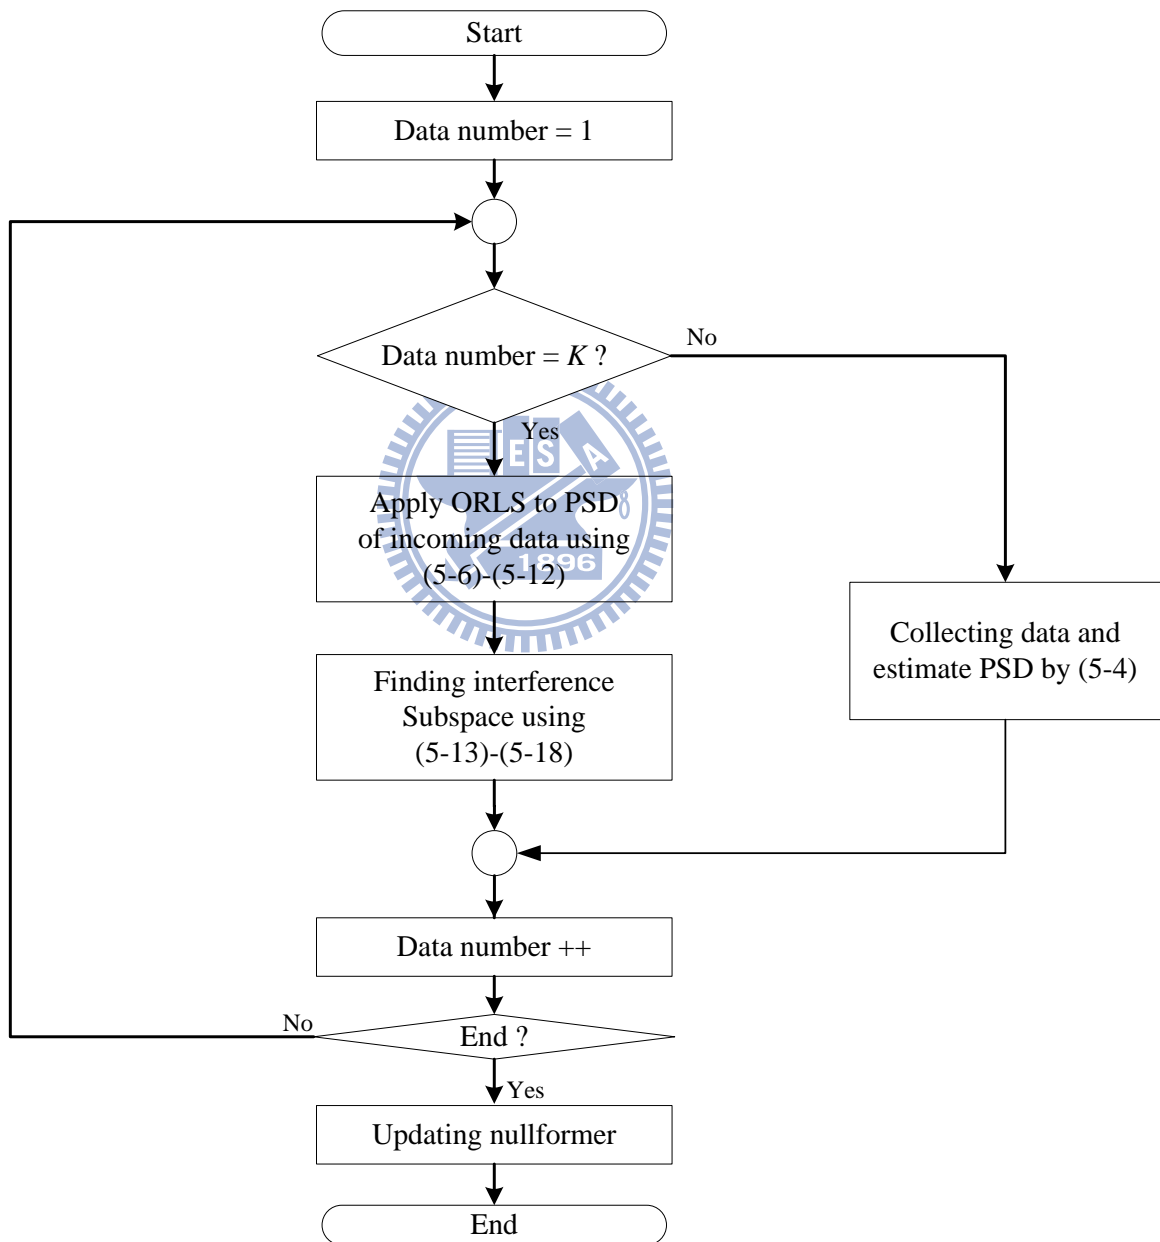 Start
Data number = 1
Data number = K ?
No
Yes
E S A
Apply ORLS to PSD
of incoming data using
(5-6)-(5-12)
1896
Finding interference
Subspace using
(5-13)-(5-18)
Collecting data and
estimate PSD by (5-4)
Data number ++
End ?
No
Yes
Updating nullformer
End